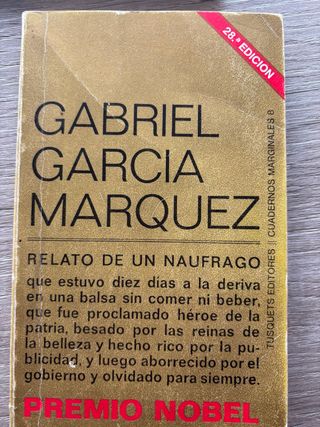 28.ª EDICION
GABRIEL
GARCIA
MARQUEZ
RELATO DE UN NAUFRAGO
que estuvo diez días a la deriva
en una balsa sin comer ni beber,
que fue proclamado héroe de la
patria, besado por las reinas de
la belleza y hecho rico por la pu-
blicidad, y luego aborrecido por el
gobierno y olvidado para siempre.
PREMIO NOBEL
TUSQUETS EDITORES | CUADERNOS MARGINALES 8